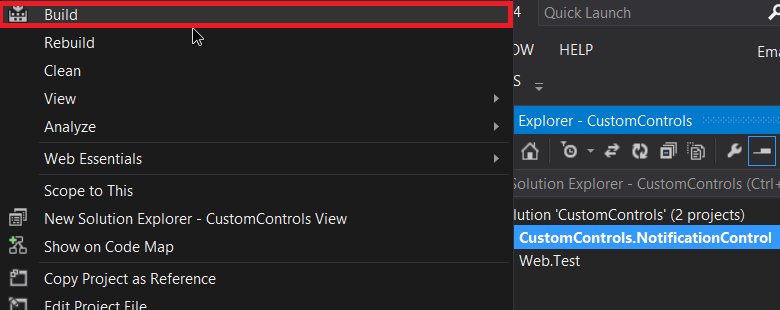 Build
Rebuild
Clean
View
Analyze
Web Essentials
Scope to This
New Solution Explorer - CustomControls View
Show on Code Map
Copy Project as Reference
Edit Project File
4
Quick Launch
OW
HELP
Ema
S
Explorer - CustomControls
Solution Explorer - CustomControls (Ctrl+
lution 'CustomControls' (2 projects)
CustomControls.NotificationControl
Web.Test